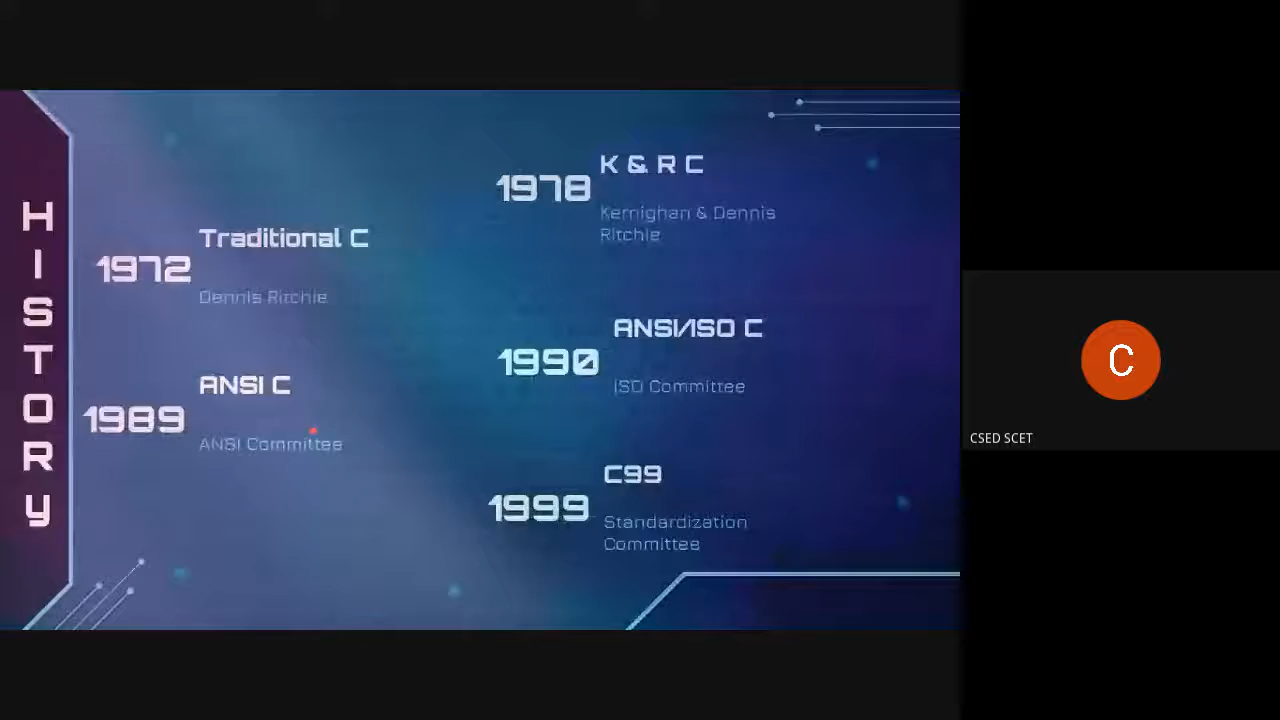 HISTORY
1972
Traditional C
Dennis Ritchie
1978
K & R C
Kernighan & Dennis
Ritchie
1989
ANSI C
ANSI Committee
1990
ANSI/ISO C
ISO Committee
1999
C99
Standardization
Committee
C
CSED SCET